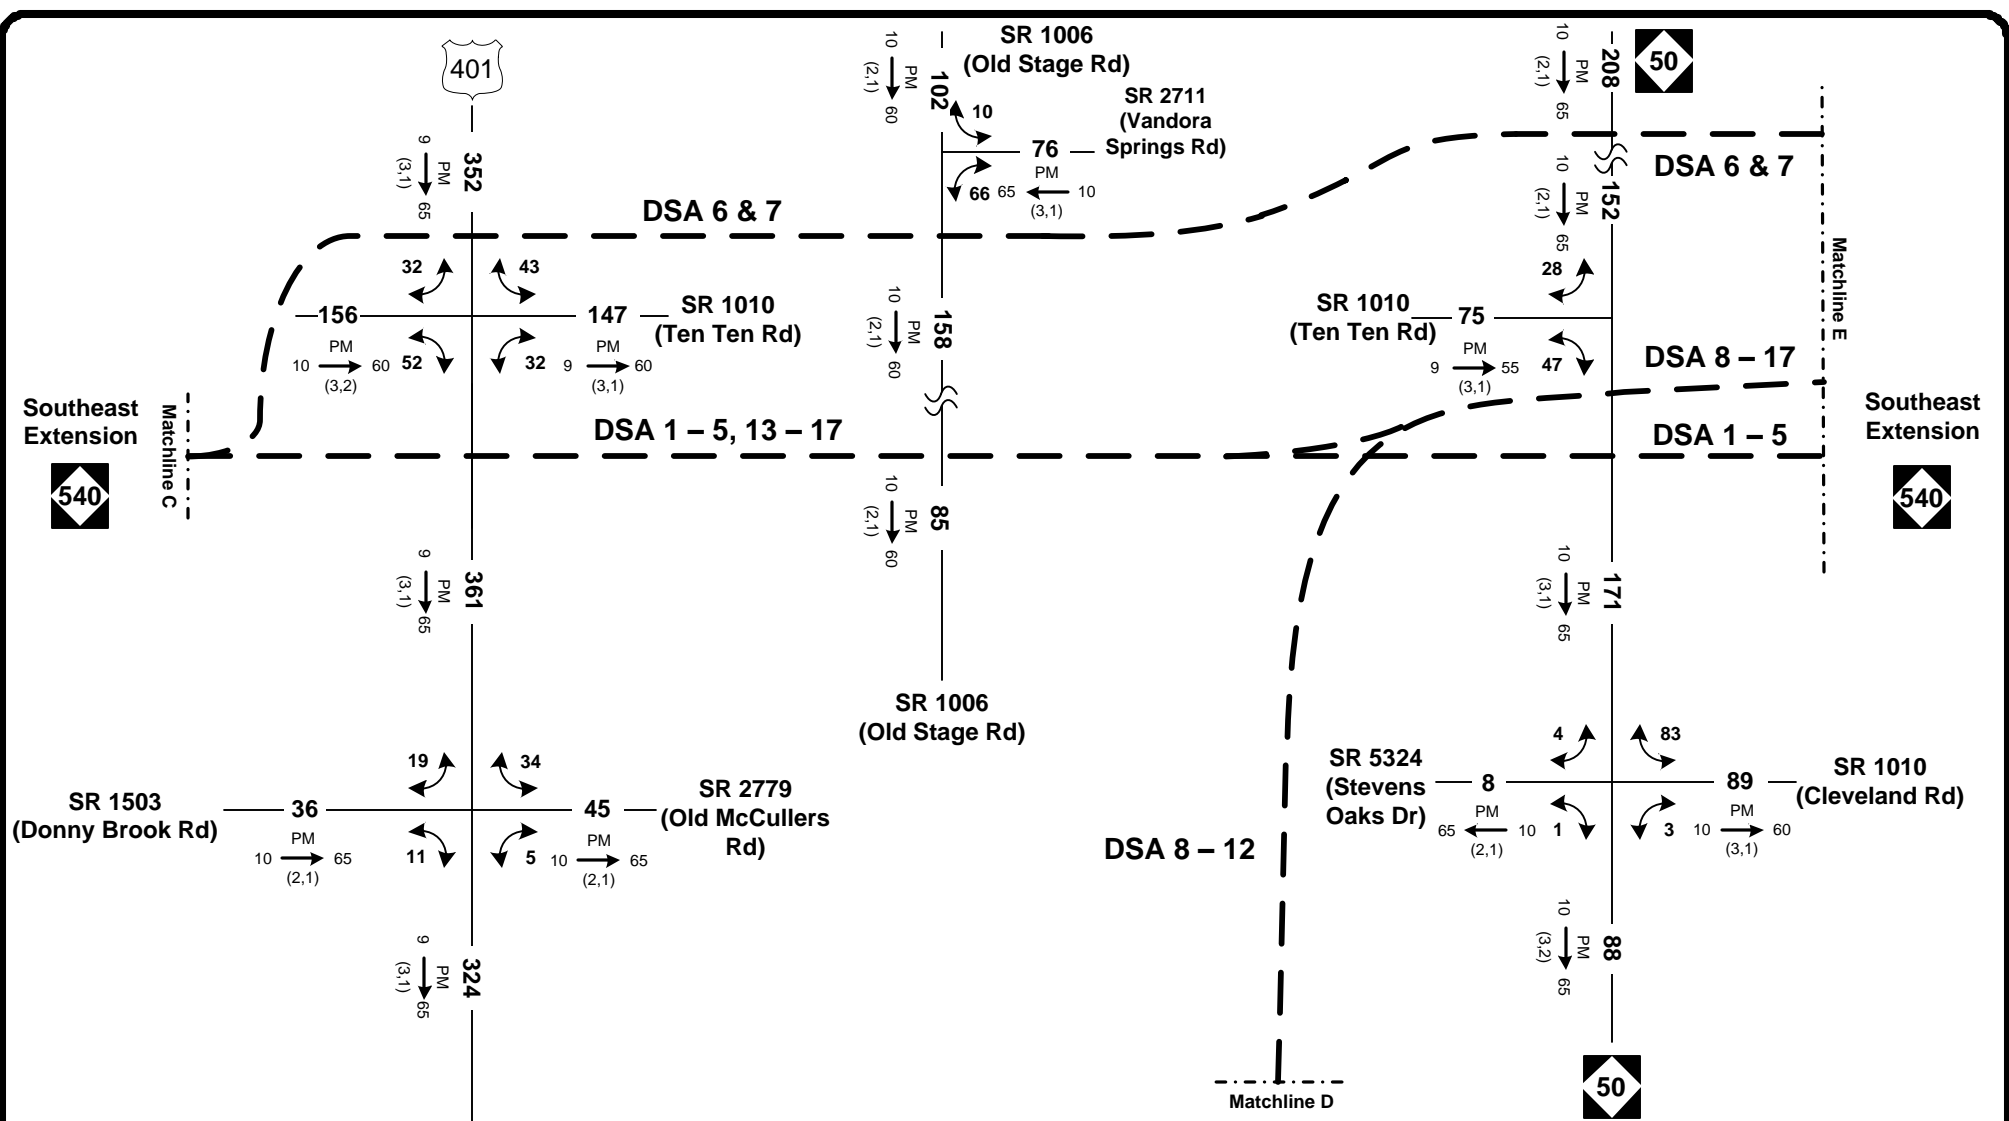 401
10
PM
(2,1)
60
102
SR 1006
(Old Stage Rd)
10
SR 2711
(Vandora
Springs Rd)
76
PM
66
65
10
(3,1)
10
PM
(2,1)
65
208
50
DSA 6 & 7
9
PM
(3,1)
65
352
DSA 6 & 7
10
PM
(2,1)
65
152
Matchline E
32
43
156
147
SR 1010
(Ten Ten Rd)
PM
10
60
(3,2)
52
32
PM
9
60
(3,1)
10
PM
(2,1)
60
158
28
SR 1010
(Ten Ten Rd)
75
PM
9
55
(3,1)
47
DSA 8 – 17
Southeast
Extension
540
Matchline C
DSA 1 – 5, 13 – 17
DSA 1 – 5
Southeast
Extension
540
10
PM
(2,1)
60
85
9
PM
(3,1)
65
361
10
PM
(3,1)
65
171
SR 1006
(Old Stage Rd)
19
34
SR 1503
(Donny Brook Rd)
36
PM
10
65
(2,1)
11
5
45
PM
10
65
(2,1)
SR 2779
(Old McCullers
Rd)
4
83
SR 5324
(Stevens
Oaks Dr)
8
PM
65
10
(2,1)
1
3
89
PM
10
60
(3,1)
SR 1010
(Cleveland Rd)
DSA 8 – 12
9
PM
(3,1)
65
324
10
PM
(3,2)
65
88
50
Matchline D